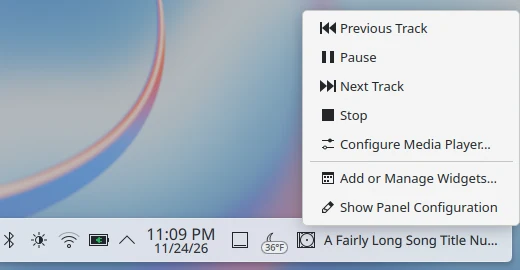 Previous Track
Pause
Next Track
Stop
Configure Media Player...
Add or Manage Widgets...
Show Panel Configuration
11:09 PM
11/24/26
36°F
A Fairly Long Song Title Nu...